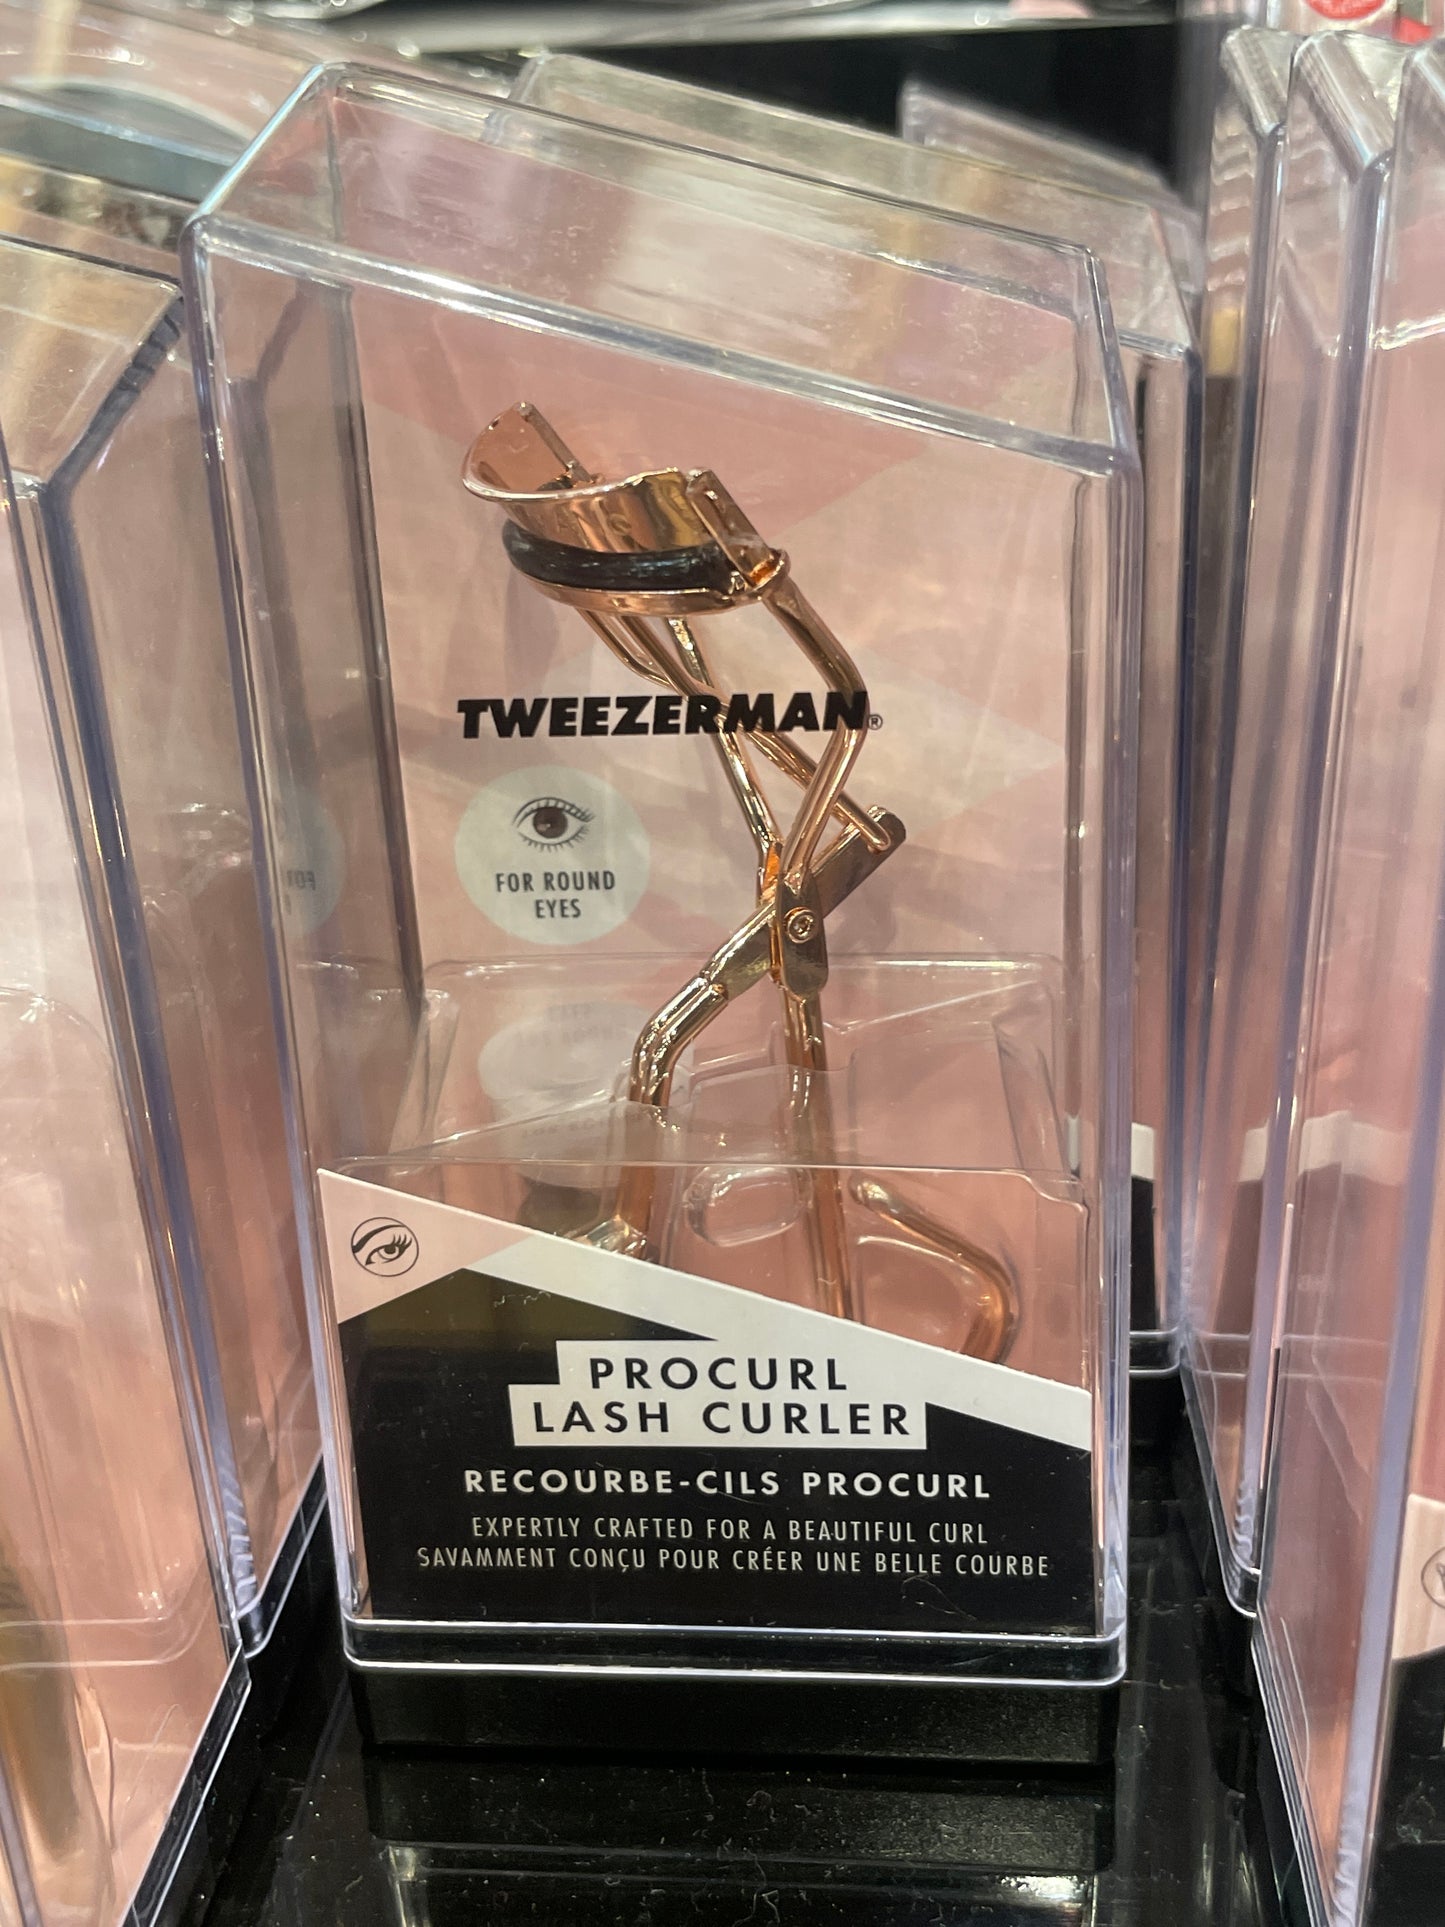 TWEEZERMAN®
FOR ROUND
EYES
PROCURL
LASH CURLER
RECOURBE-CILS PROCURL
EXPERTLY CRAFTED FOR A BEAUTIFUL CURL
SAVAMMENT CONÇU POUR CRÉER UNE BELLE COURBE